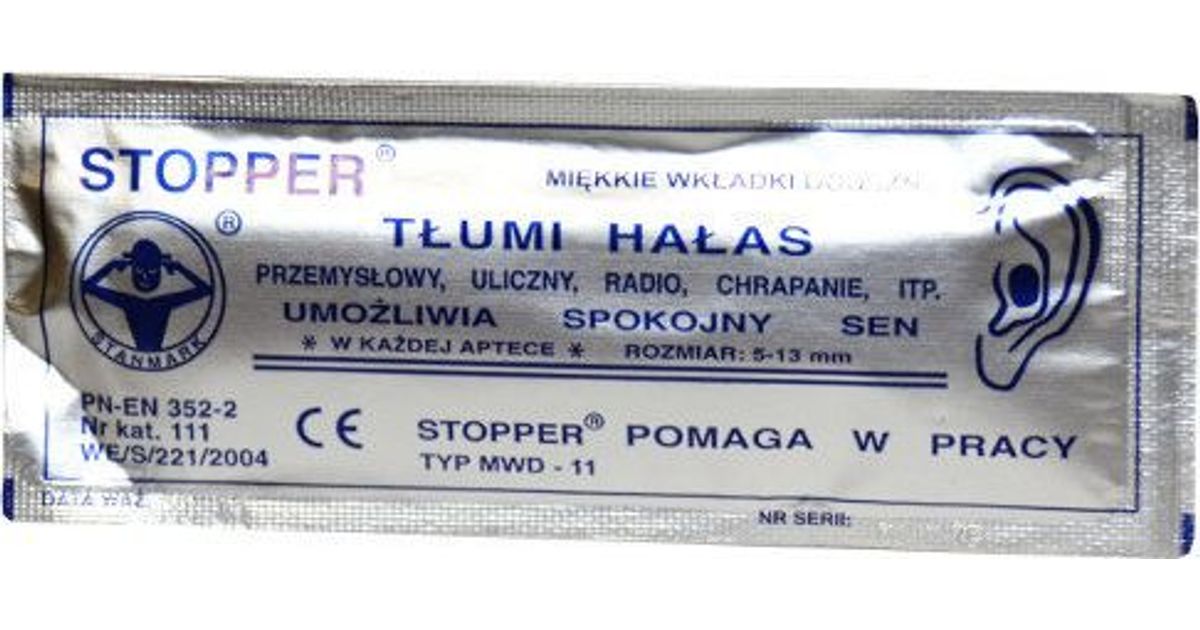 STOPPER®
MIĘKKIE WKŁADKI
TŁUMI HAŁAS
PRZEMYSŁOWY, ULICZNY, RADIO, CHRAPANIE, ITP.
UMOŻLIWIA SPOKOJNY SEN
* W KAŻDEJ APTECE * ROZMIAR: 5-13 mm
®
STANMARK
PN-EN 352-2
Nr kat. 111
WE/S/221/2004
CE
STOPPER® POMAGA W PRACY
TYP MWD - 11
DATA WAŻ
NR SERII: